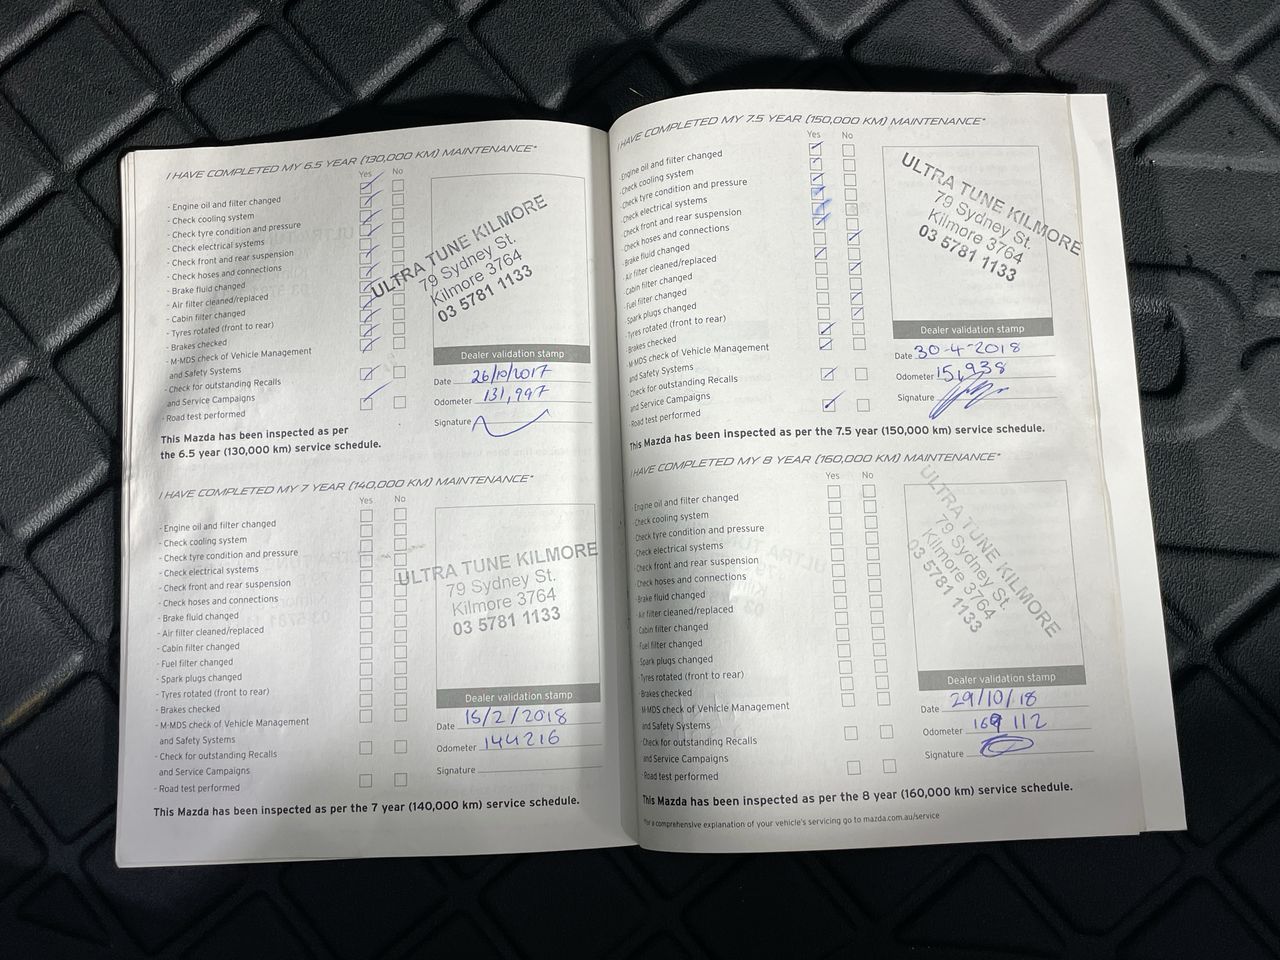 I HAVE COMPLETED MY 6.5 YEAR (130,000 KM) MAINTENANCE*
Yes No
- Engine oil and filter changed
- Check cooling system
- Check tyre condition and pressure
- Check electrical systems
- Check front and rear suspension
- Check hoses and connections
- Brake fluid changed
- Air filter cleaned/replaced
- Cabin filter changed
- Tyres rotated (front to rear)
- Brakes checked
- M-MDS check of Vehicle Management
and Safety Systems
- Check for outstanding Recalls
and Service Campaigns
- Road test performed
This Mazda has been inspected as per
the 6.5 year (130,000 km) service schedule.
ULTRA TUNE KILMORE
79 Sydney St.
Kilmore 3764
03 5781 1133
Dealer validation stamp
Date 26/10/2017
Odometer 131,997
Signature
I HAVE COMPLETED MY 7 YEAR (140,000 KM) MAINTENANCE*
Yes No
- Engine oil and filter changed
- Check cooling system
- Check tyre condition and pressure
- Check electrical systems
- Check front and rear suspension
- Check hoses and connections
- Brake fluid changed
- Air filter cleaned/replaced
- Cabin filter changed
- Fuel filter changed
- Spark plugs changed
- Tyres rotated (front to rear)
- Brakes checked
- M-MDS check of Vehicle Management
and Safety Systems
- Check for outstanding Recalls
and Service Campaigns
- Road test performed
This Mazda has been inspected as per the 7 year (140,000 km) service schedule.
ULTRA TUNE KILMORE
79 Sydney St.
Kilmore 3764
03 5781 1133
Dealer validation stamp
Date 15/2/2018
Odometer 144216
Signature
I HAVE COMPLETED MY 7.5 YEAR (150,000 KM) MAINTENANCE*
Yes No
- Engine oil and filter changed
- Check cooling system
- Check tyre condition and pressure
- Check electrical systems
- Check front and rear suspension
- Check hoses and connections
- Brake fluid changed
- Air filter cleaned/replaced
- Cabin filter changed
- Fuel filter changed
- Spark plugs changed
- Tyres rotated (front to rear)
- Brakes checked
- M-MDS check of Vehicle Management
and Safety Systems
- Check for outstanding Recalls
and Service Campaigns
- Road test performed
This Mazda has been inspected as per the 7.5 year (150,000 km) service schedule.
ULTRA TUNE KILMORE
79 Sydney St.
Kilmore 3764
03 5781 1133
Dealer validation stamp
Date 30-4-2018
Odometer 15,938
Signature
I HAVE COMPLETED MY 8 YEAR (160,000 KM) MAINTENANCE*
Yes No
- Engine oil and filter changed
- Check cooling system
- Check tyre condition and pressure
- Check electrical systems
- Check front and rear suspension
- Check hoses and connections
- Brake fluid changed
- Air filter cleaned/replaced
- Cabin filter changed
- Fuel filter changed
- Spark plugs changed
- Tyres rotated (front to rear)
- Brakes checked
- M-MDS check of Vehicle Management
and Safety Systems
- Check for outstanding Recalls
and Service Campaigns
- Road test performed
This Mazda has been inspected as per the 8 year (160,000 km) service schedule.
*For a comprehensive explanation of your vehicle's servicing go to mazda.com.au/service
ULTRA TUNE KILMORE
79 Sydney St.
Kilmore 3764
03 5781 1133
Dealer validation stamp
Date 29/10/18
Odometer 169 112
Signature